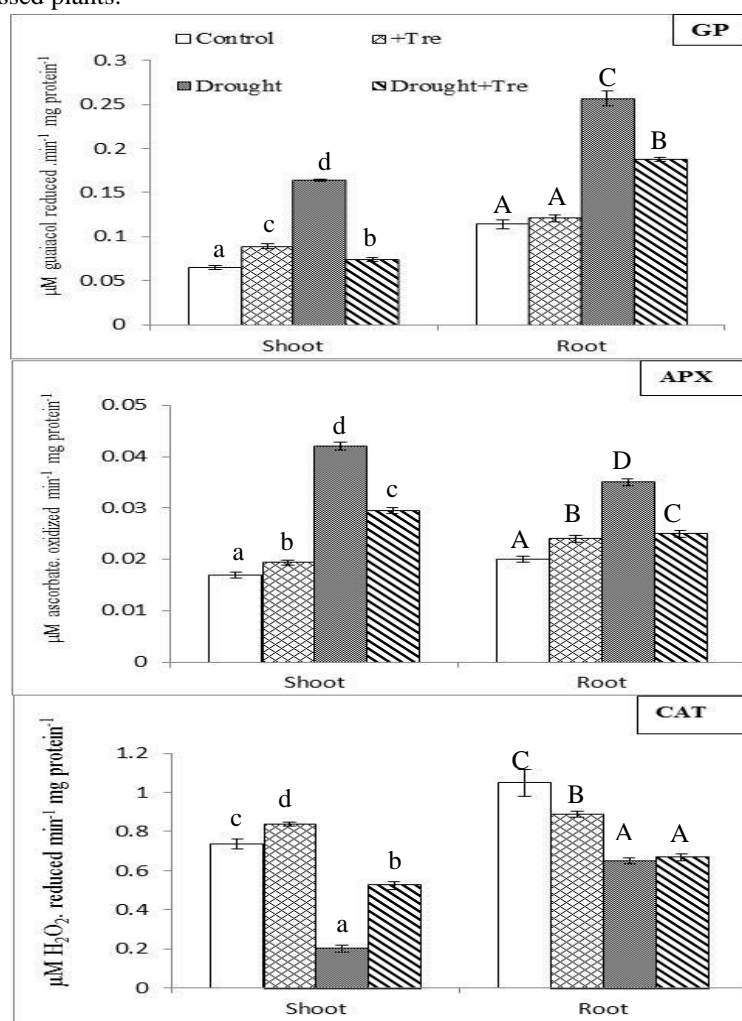 ssed plants.
GP
Control +Tre
Drought Drought+Tre
µM guaiacol reduced .min-1 mg protein-1
0.3
0.25
0.2
0.15
0.1
0.05
0
a c d b A A C B
Shoot Root
APX
µM ascorbate. oxidized min-1 mg protein-1
0.05
0.04
0.03
0.02
0.01
0
a b d c A B D C
Shoot Root
CAT
µM H2O2. reduced min-1 mg protein-1
1.2
1
0.8
0.6
0.4
0.2
0
c d a b C B A A
Shoot Root